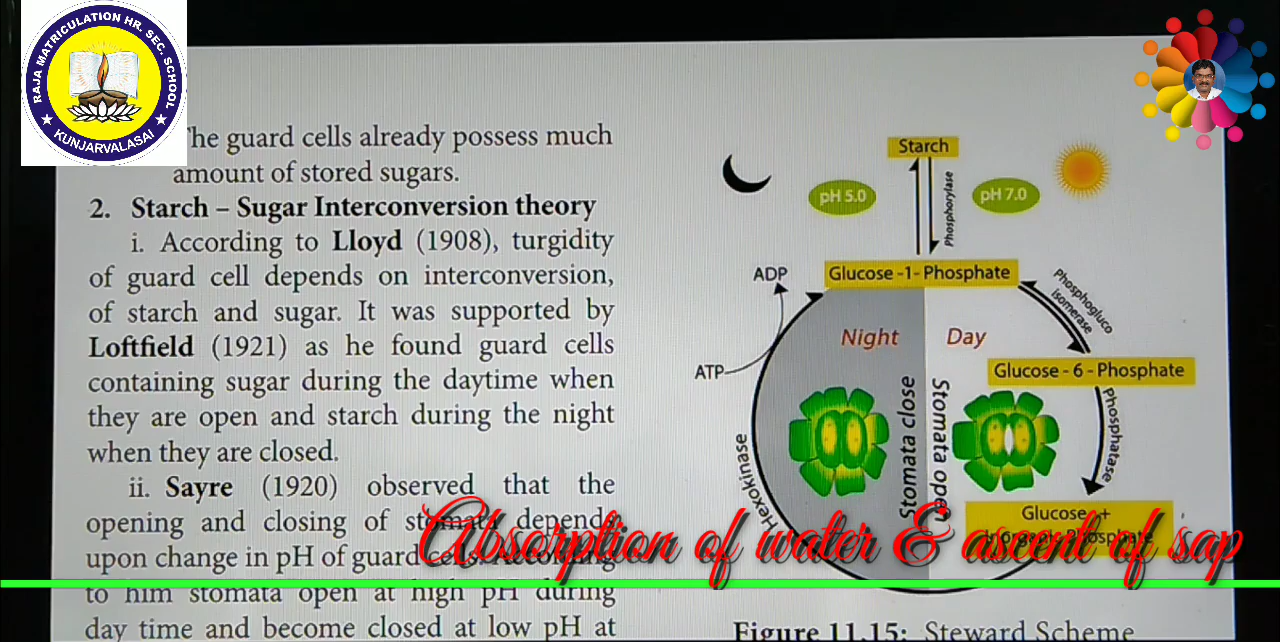 RAJA MATRICULATION HR. SEC. SCHOOL
★ KUNJARVALASAI ★
The guard cells already possess much
amount of stored sugars.
2. Starch – Sugar Interconversion theory
i. According to Lloyd (1908), turgidity
of guard cell depends on interconversion,
of starch and sugar. It was supported by
Loftfield (1921) as he found guard cells
containing sugar during the daytime when
they are open and starch during the night
when they are closed.
ii. Sayre (1920) observed that the
opening and closing of stomata depends
upon change in pH of guard cells. According
to him stomata open at high pH during
day time and become closed at low pH at
Starch
pH 5.0
Phosphorylase
pH 7.0
ADP
Glucose -1- Phosphate
Phosphogluco
isomerase
Night
Day
ATP
Glucose - 6 - Phosphate
Hexokinase
Stomata close
Stomata open
Phosphatase
Glucose +
Inorganic Phosphate
Absorption of water & ascent of sap
Figure 11.15: Steward Scheme